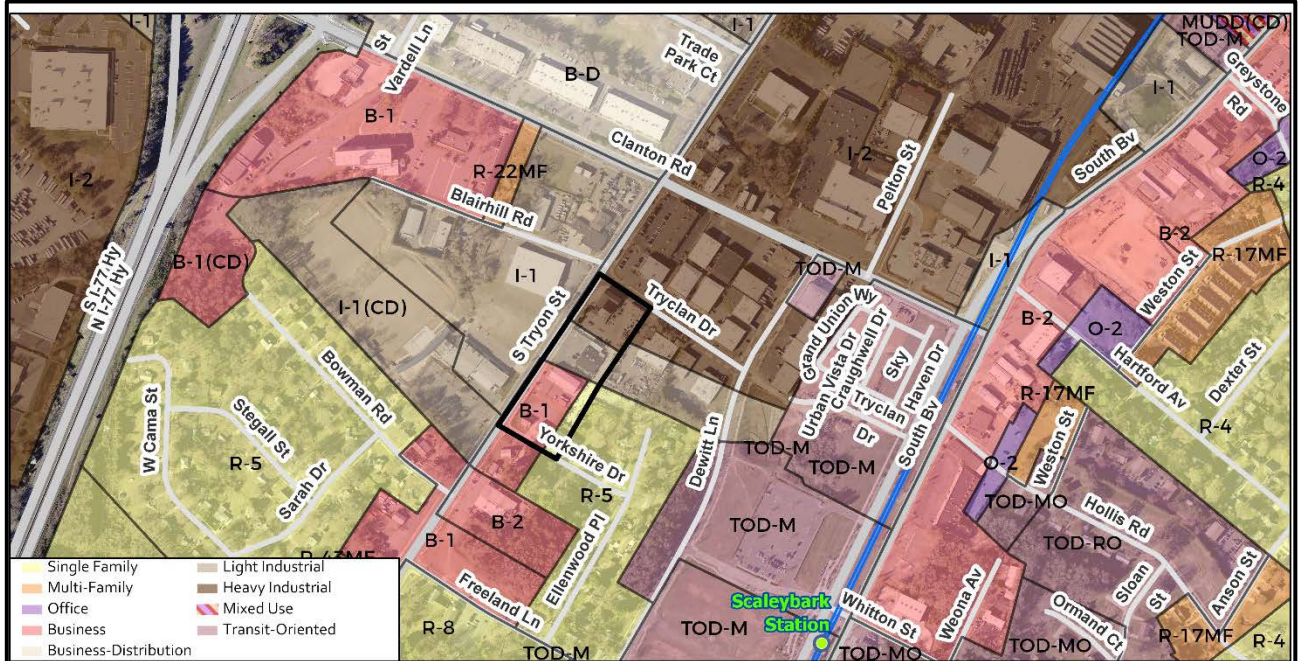 I-1
MUDD(CD)
TOD-M
St
Vardell Ln
Trade
Park Ct
B-D
Greystone
Rd
I-1
B-1
Clanton Rd
Pelton St
I-2
South Bv
O-2
R-4
I-2
R-22MF
Blairhill Rd
B-2
Weston St
R-17MF
S I-77 Hy
N I-77 Hy
B-1(CD)
I-1
I-1
TOD-M
I-1(CD)
S Tryon St
Tryclan Dr
Grand Union Wy
Urban Vista Dr
Craughwell Dr
Sky
Haven Dr
B-2
O-2
Hartford Av
Dexter St
Bowman Rd
B-1
Tryclan
Dr
R-17MF
W Cama St
Stegall St
R-5
Sarah Dr
Yorkshire Dr
R-5
Dewitt Ln
TOD-M
TOD-M
South Bv
O-2
Weston St
R-4
TOD-MO
B-2
B-1
Ellenwood Pl
TOD-M
Hollis Rd
TOD-RO
R-43MF
Freeland Ln
Sloan
St
Anson St
Scaleybark
Station
Whitton St
Weona Av
Ormand Ct
R-8
TOD-M
TOD-M
TOD-MO
TOD-MO
R-17MF
R-4
Single Family
Multi-Family
Office
Business
Business-Distribution
Light Industrial
Heavy Industrial
Mixed Use
Transit-Oriented